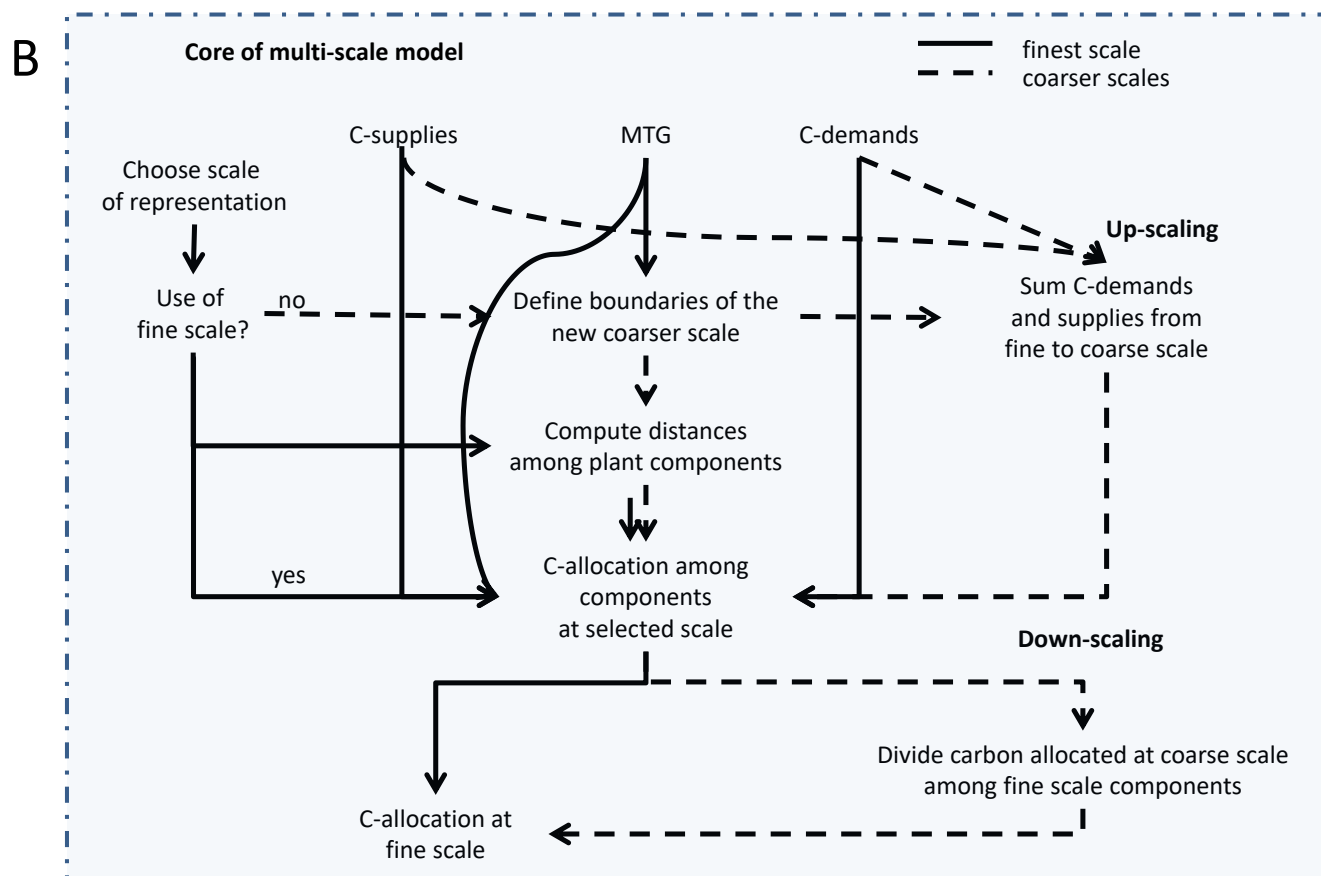 B
Core of multi-scale model
finest scale
coarser scales
C-supplies
MTG
C-demands
Choose scale
of representation
Up-scaling
Use of
fine scale?
no
Define boundaries of the
new coarser scale
Sum C-demands
and supplies from
fine to coarse scale
Compute distances
among plant components
yes
C-allocation among
components
at selected scale
Down-scaling
Divide carbon allocated at coarse scale
among fine scale components
C-allocation at
fine scale